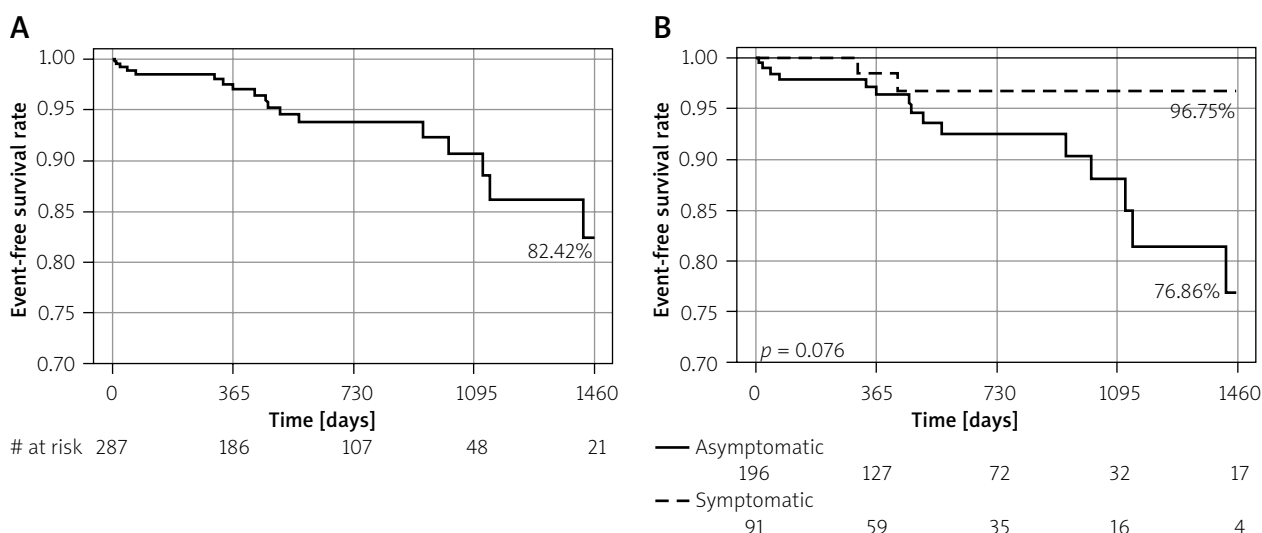 A
Event-free survival rate
1.00
0.95
0.90
0.85
0.80
0.75
0.70
82.42%
0 365 730 1095 1460
Time [days]
# at risk 287 186 107 48 21
B
Event-free survival rate
1.00
0.95
0.90
0.85
0.80
0.75
0.70
96.75%
76.86%
p = 0.076
0 365 730 1095 1460
Time [days]
Asymptomatic
196 127 72 32 17
Symptomatic
91 59 35 16 4